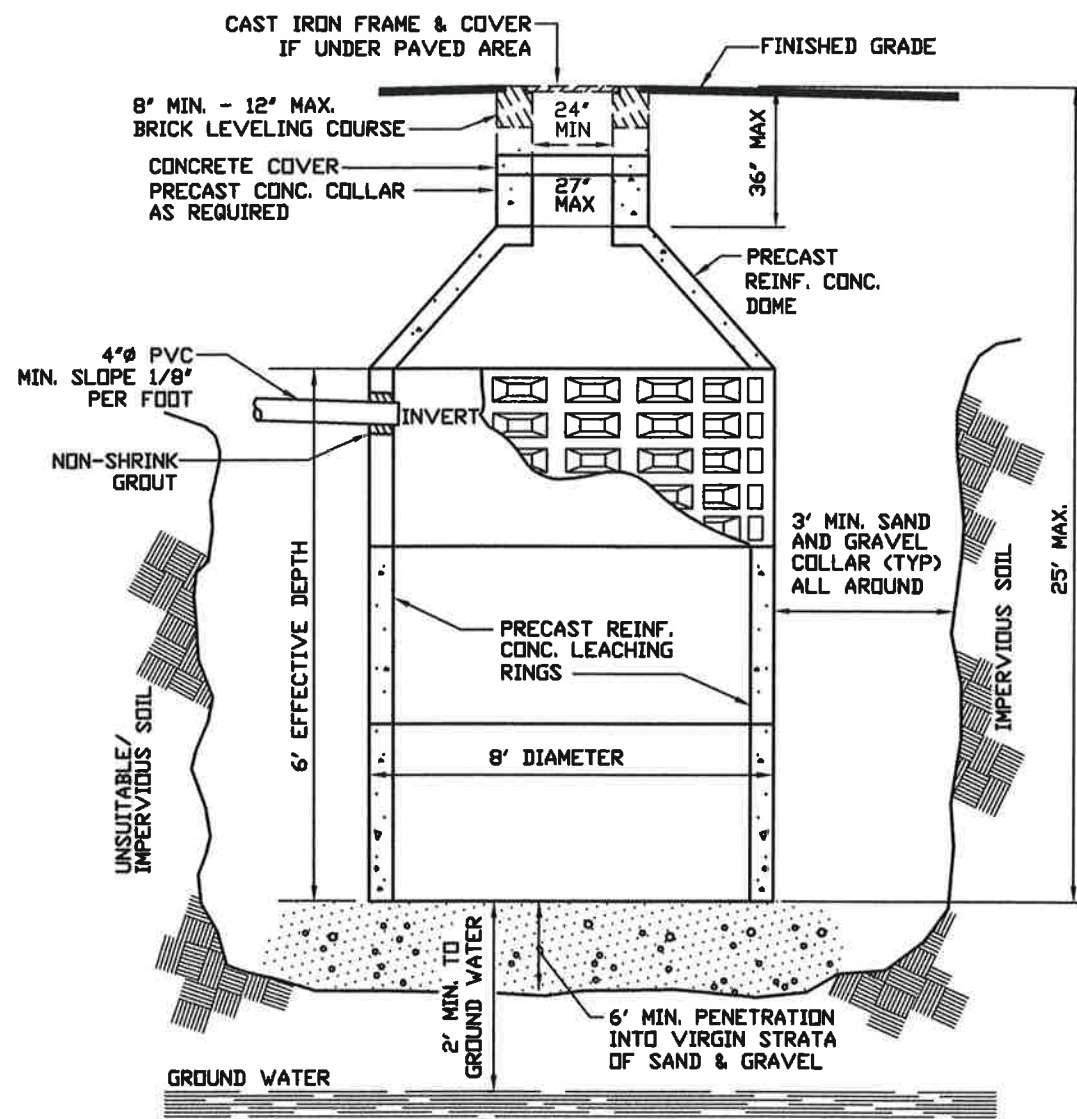 CAST IRON FRAME & COVER
IF UNDER PAVED AREA
FINISHED GRADE
8" MIN. - 12" MAX.
BRICK LEVELING COURSE
24"
MIN
CONCRETE COVER
PRECAST CONC. COLLAR
AS REQUIRED
27"
MAX
36" MAX
PRECAST
REINF. CONC.
DOME
4"ø PVC
MIN. SLOPE 1/8"
PER FOOT
INVERT
NON-SHRINK
GROUT
3' MIN. SAND
AND GRAVEL
COLLAR (TYP)
ALL AROUND
25' MAX.
IMPERVIOUS SOIL
6' EFFECTIVE DEPTH
PRECAST REINF.
CONC. LEACHING
RINGS
UNSUITABLE/
IMPERVIOUS SOIL
8' DIAMETER
2' MIN. TO
GROUND WATER
6' MIN. PENETRATION
INTO VIRGIN STRATA
OF SAND & GRAVEL
GROUND WATER